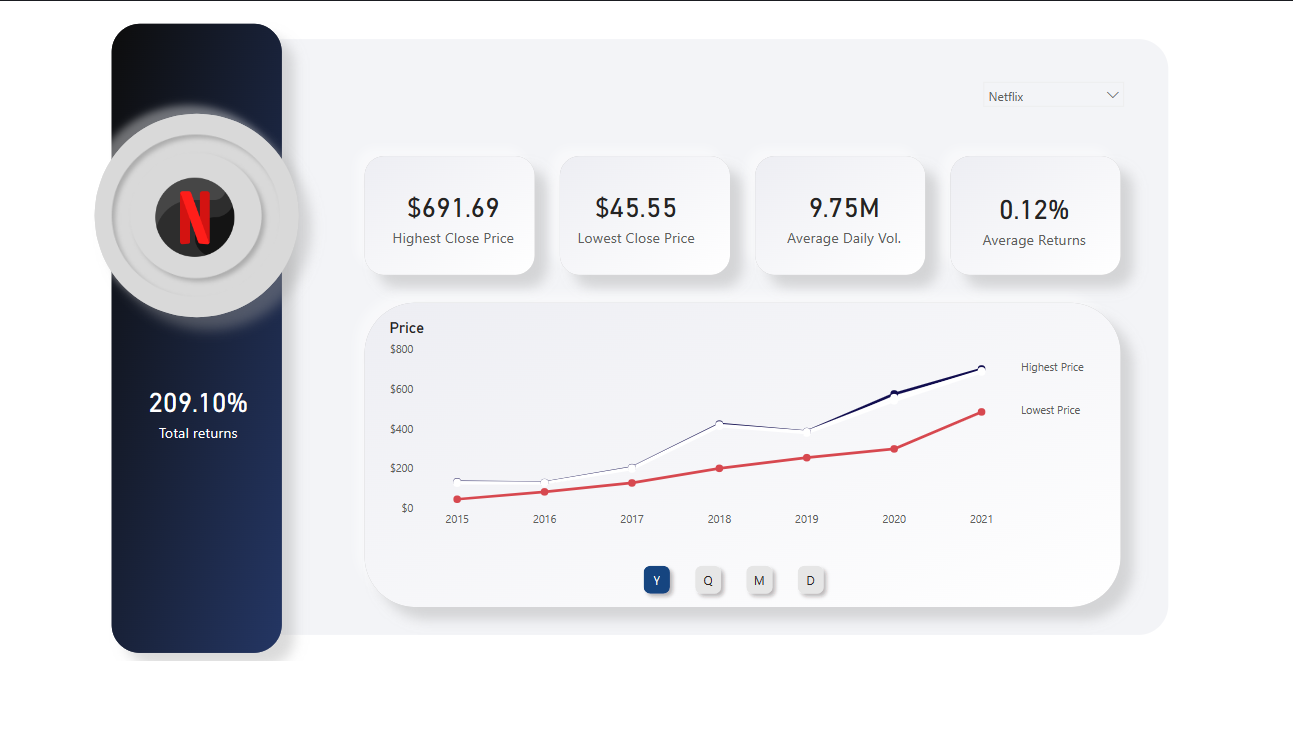 Netflix
$691.69
Highest Close Price
$45.55
Lowest Close Price
9.75M
Average Daily Vol.
0.12%
Average Returns
209.10%
Total returns
Price
$800
$600
$400
$200
$0
2015 2016 2017 2018 2019 2020 2021
Highest Price
Lowest Price
Y Q M D
N